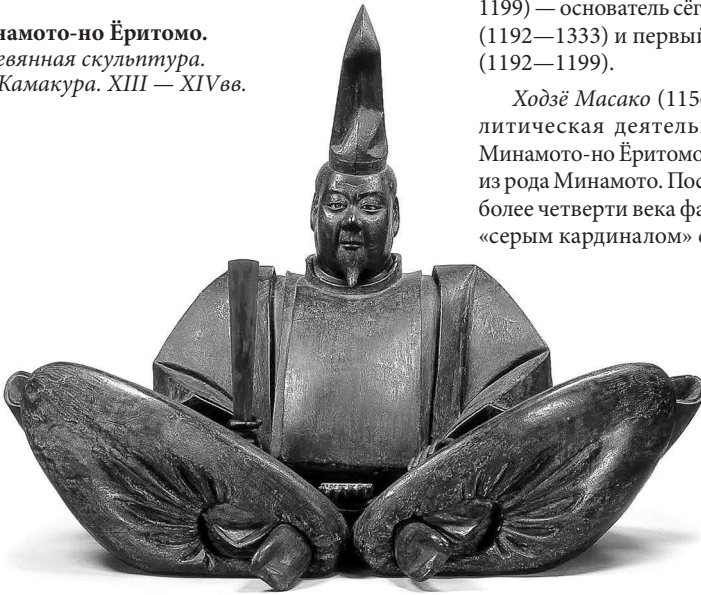 намото-но Ёритомо.
евянная скульптура.
Камакура. XIII — XIVвв.
1199) — основатель сёг
(1192—1333) и первый
(1192—1199).
Ходзё Масако (115
литическая деятель
Минамото-но Ёритомо
из рода Минамото. Пос
более четверти века фа
«серым кардиналом»